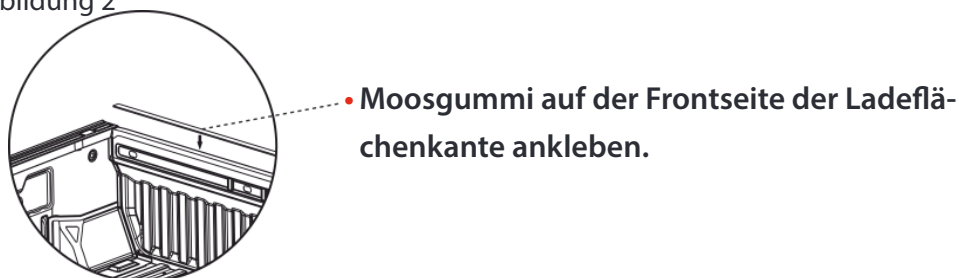 bildung 2
• Moosgummi auf der Frontseite der Ladeflä-
chenkante ankleben.